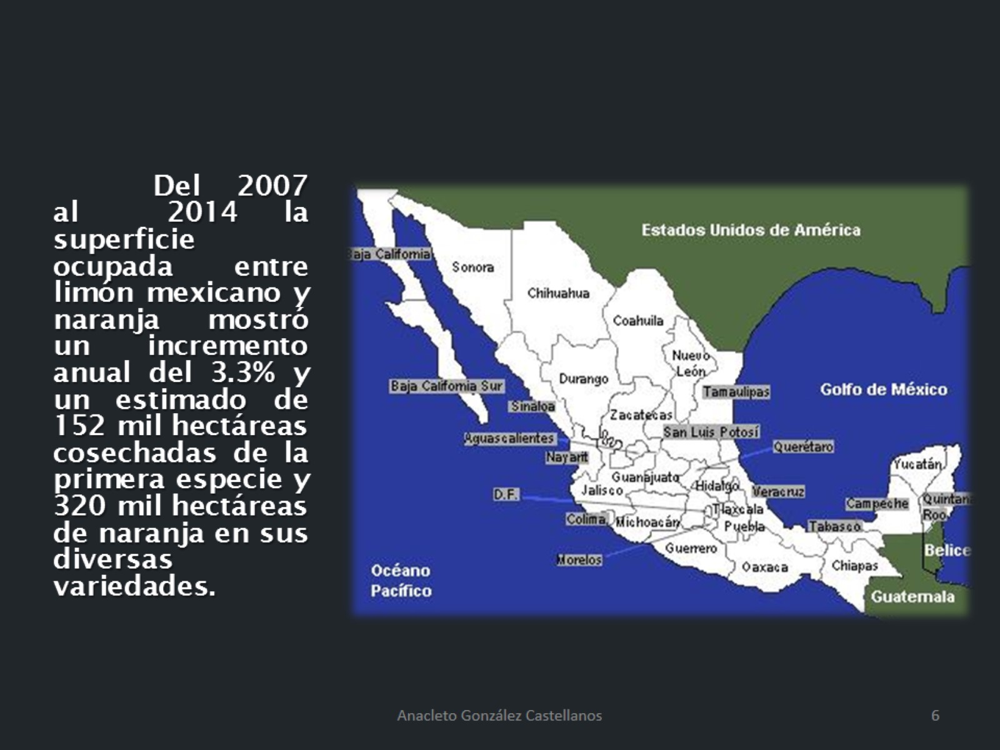 Del 2007
al 2014 la
superficie
ocupada entre
limón mexicano y
naranja mostró
un incremento
anual del 3.3% y
un estimado de
152 mil hectáreas
cosechadas de la
primera especie y
320 mil hectáreas
de naranja en sus
diversas
variedades.
Estados Unidos de América
Baja California
Sonora
Chihuahua
Coahuila
Nuevo
León
Durango
Baja California Sur
Tamaulipas
Golfo de México
Sinaloa
Zacatecas
San Luis Potosí
Aguascalientes
Querétaro
Nayarit
Yucatán
Guanajuato
Hidalgo
Jalisco
Veracruz
D.F.
Campeche
Quintana
Roo
Tlaxcala
Colima
Michoacán
Puebla
Tabasco
Guerrero
Belice
Morelos
Oaxaca
Chiapas
Océano
Pacífico
Guatemala
Anacleto González Castellanos
6